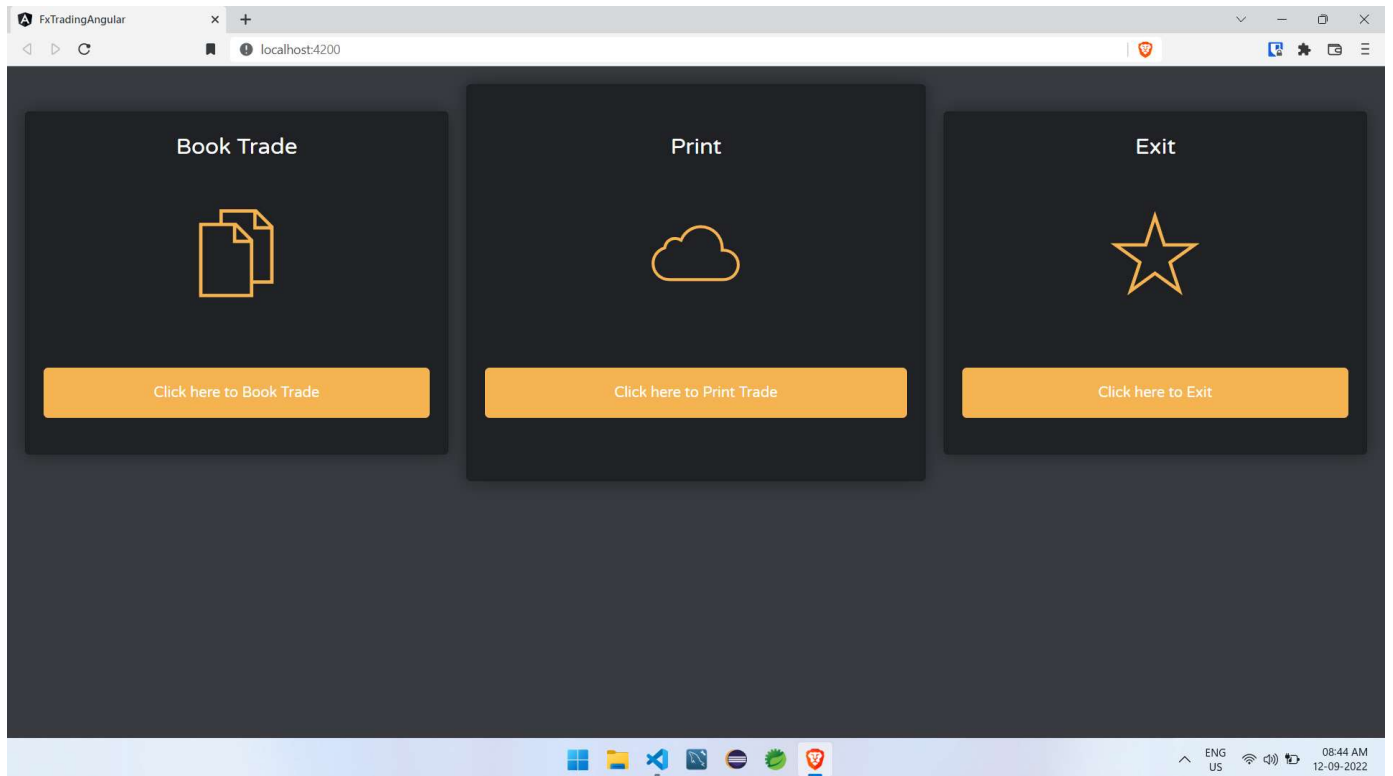 FxTradingAngular
localhost:4200
Book Trade
Print
Exit
Click here to Book Trade
Click here to Print Trade
Click here to Exit
ENG
US
08:44 AM
12-09-2022